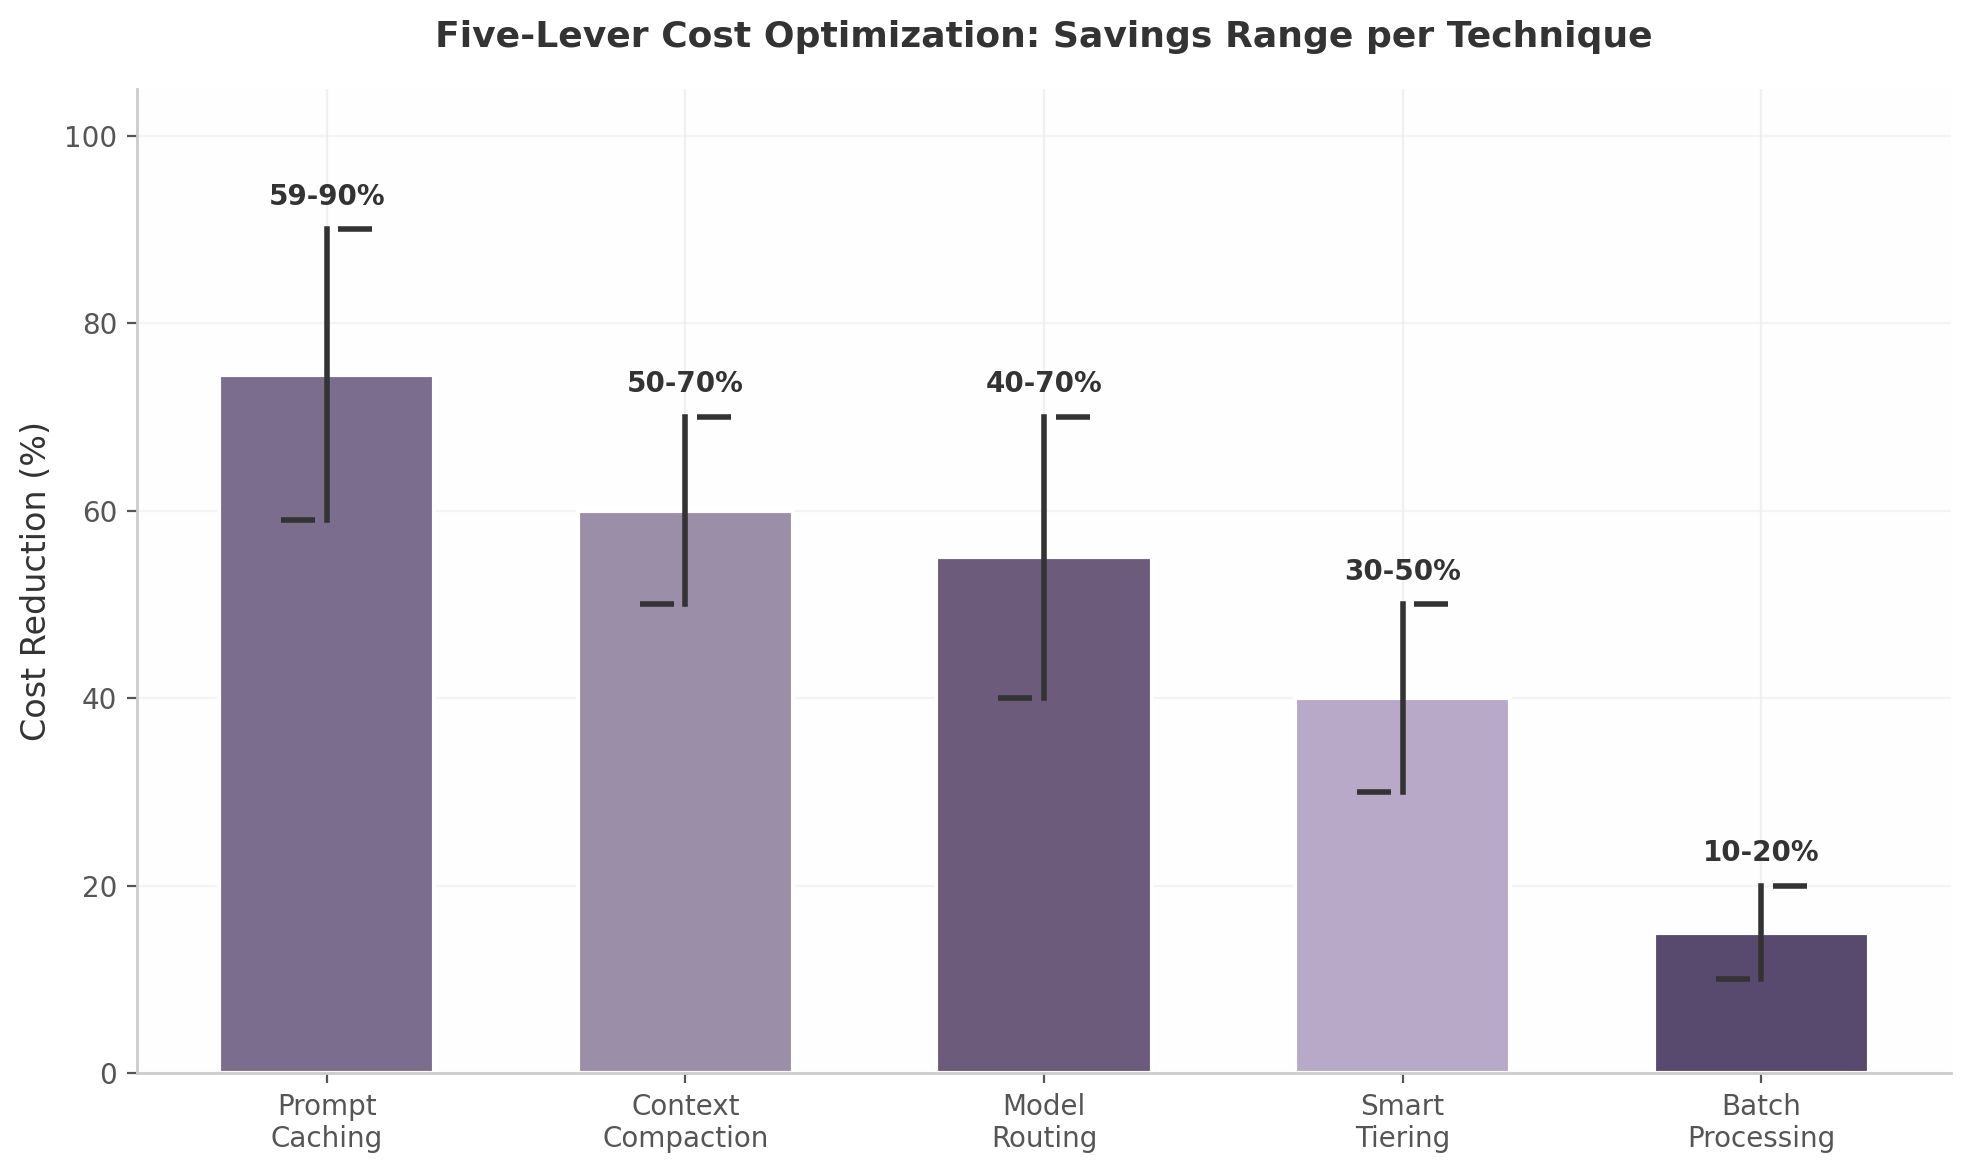 Five-Lever Cost Optimization: Savings Range per Technique
Cost Reduction (%)
100
80
60
40
20
0
59-90%
50-70%
40-70%
30-50%
10-20%
Prompt
Caching
Context
Compaction
Model
Routing
Smart
Tiering
Batch
Processing